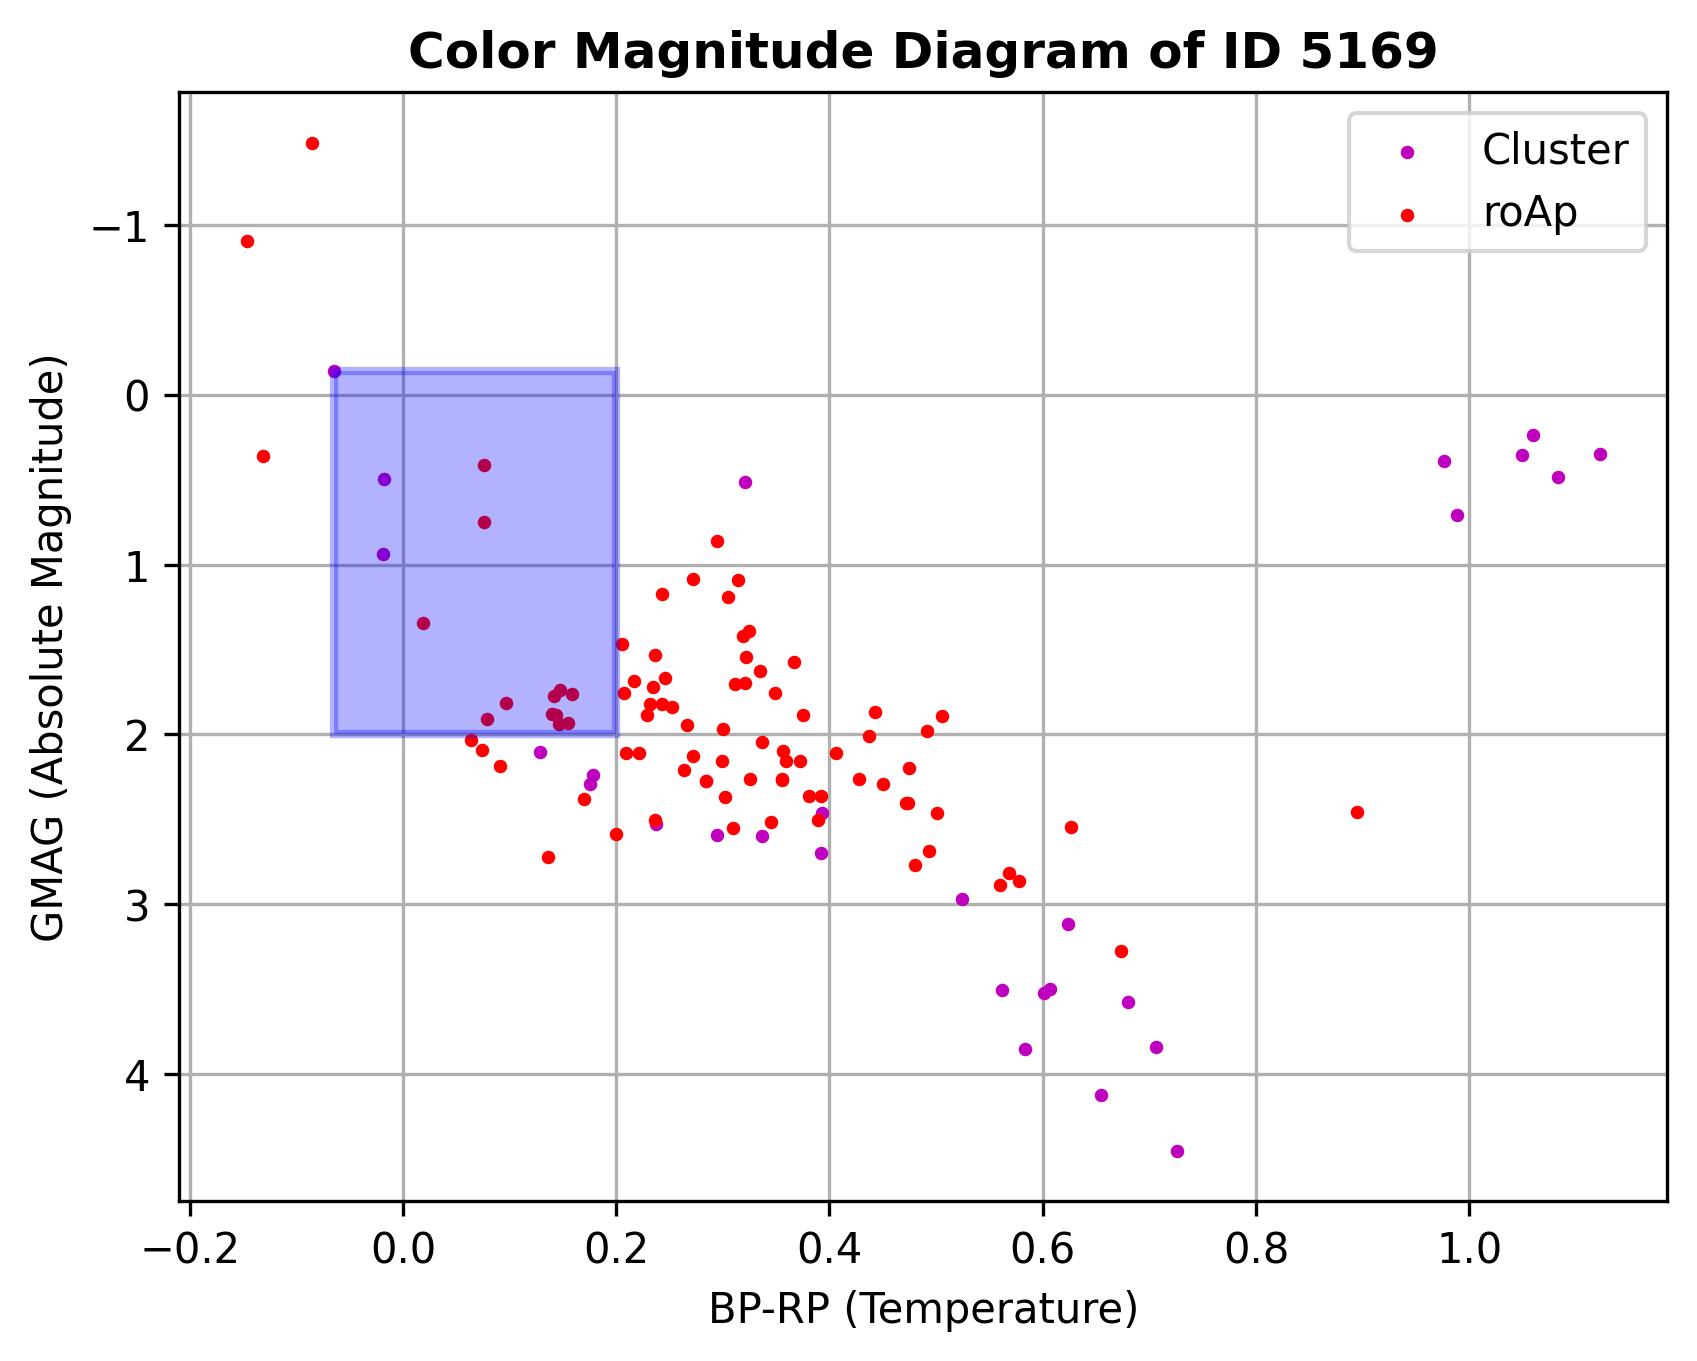 Color Magnitude Diagram of ID 5169
Cluster
roAp
−1
0
1
2
3
4
GMAG (Absolute Magnitude)
−0.2
0.0
0.2
0.4
0.6
0.8
1.0
BP-RP (Temperature)